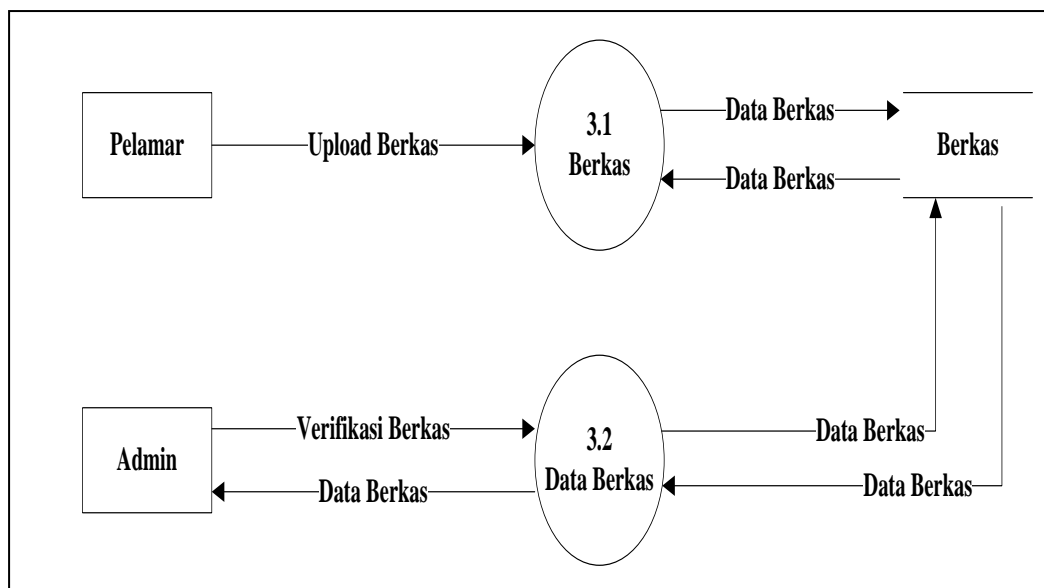 Pelamar
Upload Berkas
3.1
Berkas
Data Berkas
Data Berkas
Berkas
Admin
Verifikasi Berkas
Data Berkas
3.2
Data Berkas
Data Berkas
Data Berkas